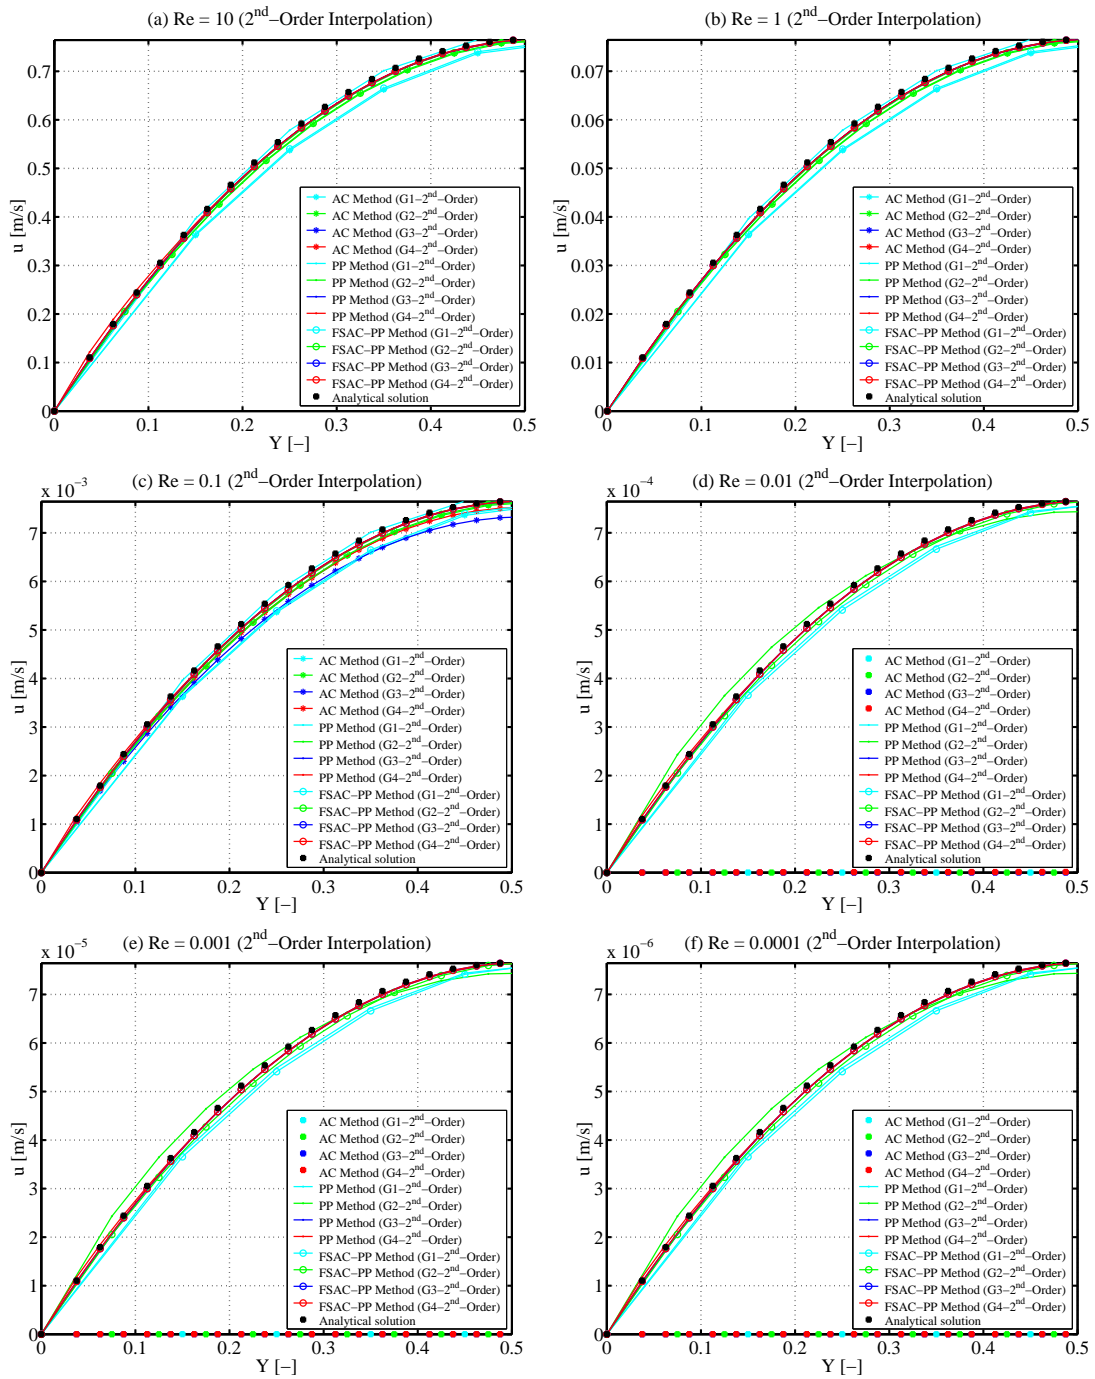 (a) Re = 10 (2nd−Order Interpolation)
0.7
0.6
0.5
0.4
0.3
0.2
0.1
0
u [m/s]
AC Method (G1−2nd−Order)
AC Method (G2−2nd−Order)
AC Method (G3−2nd−Order)
AC Method (G4−2nd−Order)
PP Method (G1−2nd−Order)
PP Method (G2−2nd−Order)
PP Method (G3−2nd−Order)
PP Method (G4−2nd−Order)
FSAC−PP Method (G1−2nd−Order)
FSAC−PP Method (G2−2nd−Order)
FSAC−PP Method (G3−2nd−Order)
FSAC−PP Method (G4−2nd−Order)
Analytical solution
0 0.1 0.2 0.3 0.4 0.5
Y [−]
(b) Re = 1 (2nd−Order Interpolation)
0.07
0.06
0.05
0.04
0.03
0.02
0.01
0
u [m/s]
AC Method (G1−2nd−Order)
AC Method (G2−2nd−Order)
AC Method (G3−2nd−Order)
AC Method (G4−2nd−Order)
PP Method (G1−2nd−Order)
PP Method (G2−2nd−Order)
PP Method (G3−2nd−Order)
PP Method (G4−2nd−Order)
FSAC−PP Method (G1−2nd−Order)
FSAC−PP Method (G2−2nd−Order)
FSAC−PP Method (G3−2nd−Order)
FSAC−PP Method (G4−2nd−Order)
Analytical solution
0 0.1 0.2 0.3 0.4 0.5
Y [−]
(c) Re = 0.1 (2nd−Order Interpolation)
x 10−3
7
6
5
4
3
2
1
0
u [m/s]
AC Method (G1−2nd−Order)
AC Method (G2−2nd−Order)
AC Method (G3−2nd−Order)
AC Method (G4−2nd−Order)
PP Method (G1−2nd−Order)
PP Method (G2−2nd−Order)
PP Method (G3−2nd−Order)
PP Method (G4−2nd−Order)
FSAC−PP Method (G1−2nd−Order)
FSAC−PP Method (G2−2nd−Order)
FSAC−PP Method (G3−2nd−Order)
FSAC−PP Method (G4−2nd−Order)
Analytical solution
0 0.1 0.2 0.3 0.4 0.5
Y [−]
(d) Re = 0.01 (2nd−Order Interpolation)
x 10−4
7
6
5
4
3
2
1
0
u [m/s]
AC Method (G1−2nd−Order)
AC Method (G2−2nd−Order)
AC Method (G3−2nd−Order)
AC Method (G4−2nd−Order)
PP Method (G1−2nd−Order)
PP Method (G2−2nd−Order)
PP Method (G3−2nd−Order)
PP Method (G4−2nd−Order)
FSAC−PP Method (G1−2nd−Order)
FSAC−PP Method (G2−2nd−Order)
FSAC−PP Method (G3−2nd−Order)
FSAC−PP Method (G4−2nd−Order)
Analytical solution
0 0.1 0.2 0.3 0.4 0.5
Y [−]
(e) Re = 0.001 (2nd−Order Interpolation)
x 10−5
7
6
5
4
3
2
1
0
u [m/s]
AC Method (G1−2nd−Order)
AC Method (G2−2nd−Order)
AC Method (G3−2nd−Order)
AC Method (G4−2nd−Order)
PP Method (G1−2nd−Order)
PP Method (G2−2nd−Order)
PP Method (G3−2nd−Order)
PP Method (G4−2nd−Order)
FSAC−PP Method (G1−2nd−Order)
FSAC−PP Method (G2−2nd−Order)
FSAC−PP Method (G3−2nd−Order)
FSAC−PP Method (G4−2nd−Order)
Analytical solution
0 0.1 0.2 0.3 0.4 0.5
Y [−]
(f) Re = 0.0001 (2nd−Order Interpolation)
x 10−6
7
6
5
4
3
2
1
0
u [m/s]
AC Method (G1−2nd−Order)
AC Method (G2−2nd−Order)
AC Method (G3−2nd−Order)
AC Method (G4−2nd−Order)
PP Method (G1−2nd−Order)
PP Method (G2−2nd−Order)
PP Method (G3−2nd−Order)
PP Method (G4−2nd−Order)
FSAC−PP Method (G1−2nd−Order)
FSAC−PP Method (G2−2nd−Order)
FSAC−PP Method (G3−2nd−Order)
FSAC−PP Method (G4−2nd−Order)
Analytical solution
0 0.1 0.2 0.3 0.4 0.5
Y [−]